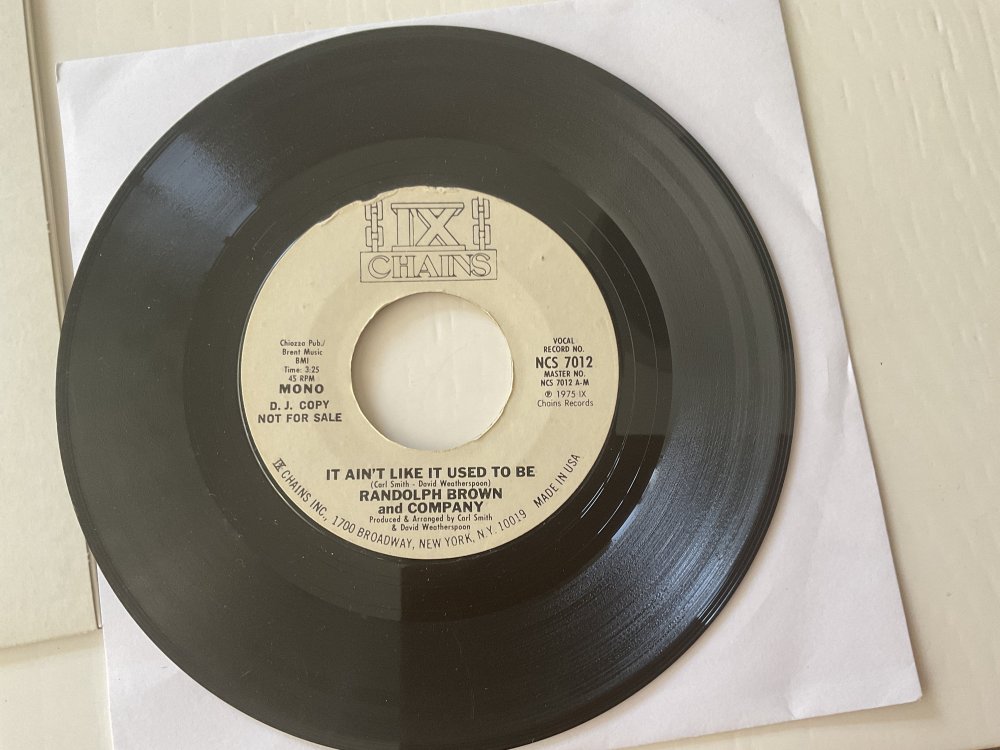 IX
CHAINS
Chiozzo Pub./
Brent Music
BMI
Time: 3:25
45 RPM
MONO
D. J. COPY
NOT FOR SALE
VOCAL
RECORD NO.
NCS 7012
MASTER NO.
NCS 7012 A-M
℗ 1975 IX
Chains Records
IT AIN'T LIKE IT USED TO BE
(Carl Smith - David Weatherspoon)
RANDOLPH BROWN
and COMPANY
Produced & Arranged by Carl Smith
& David Weatherspoon
IX CHAINS INC., 1700 BROADWAY, NEW YORK, N.Y. 10019 MADE IN USA